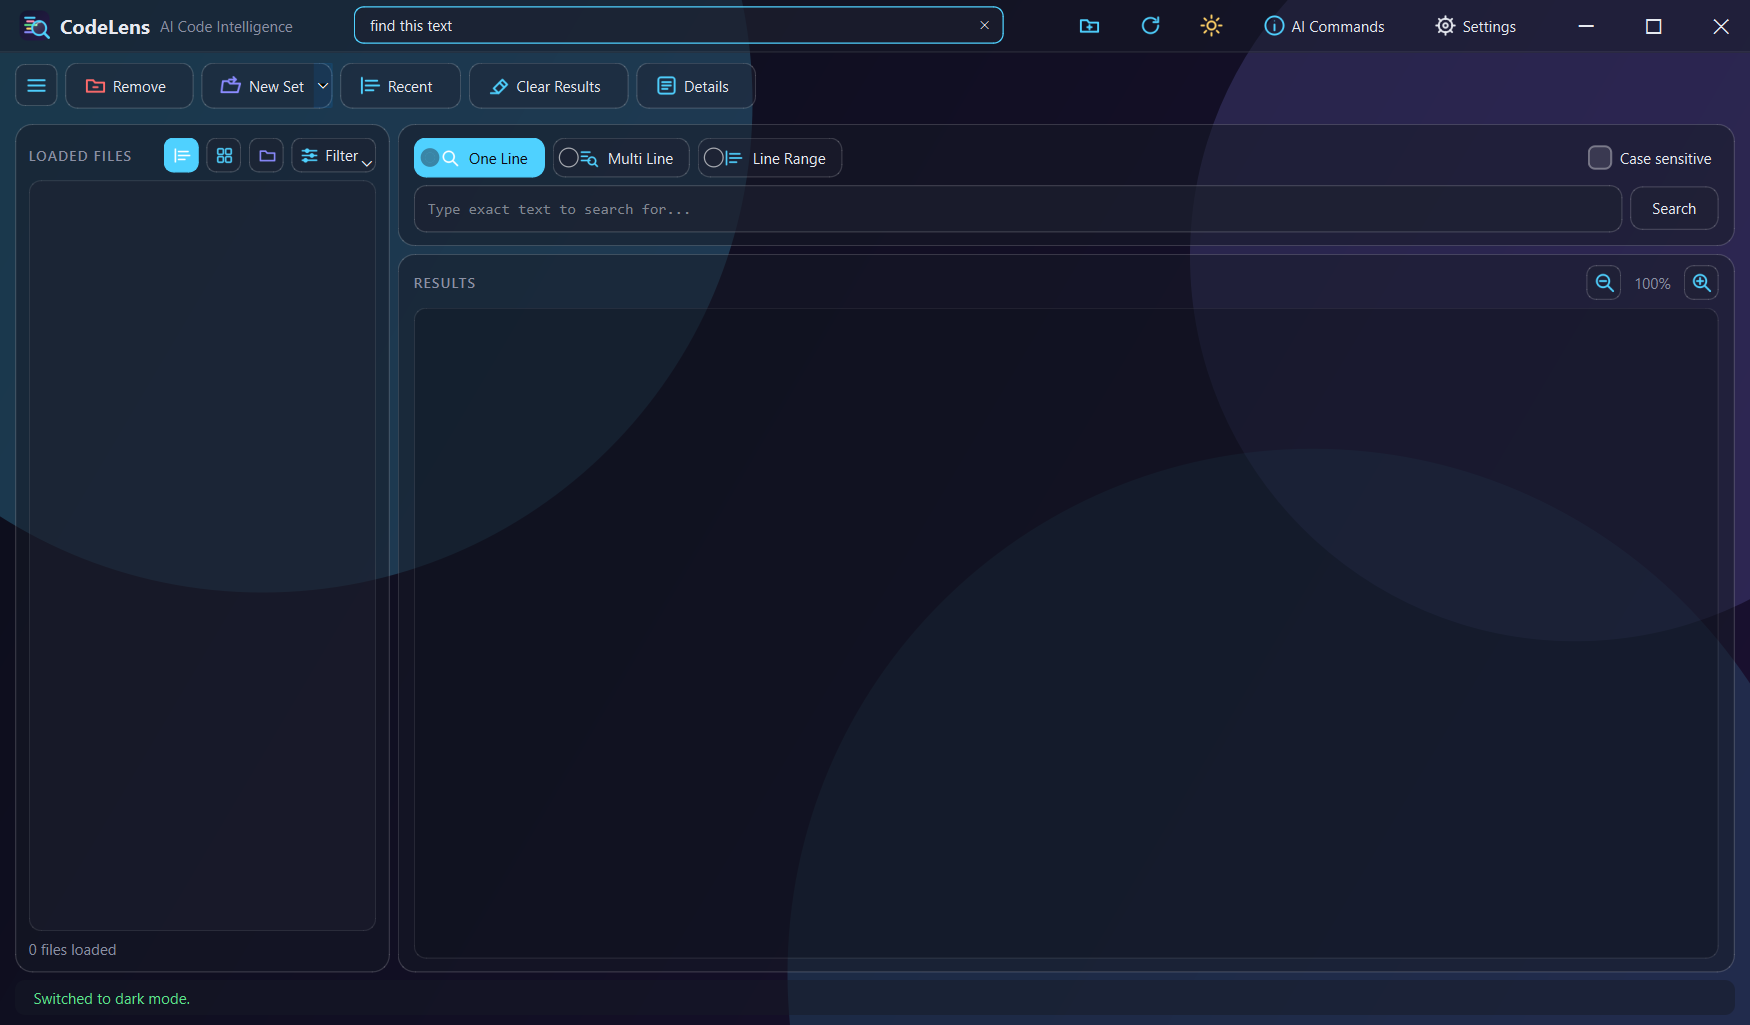 CodeLens AI Code Intelligence
find this text
AI Commands
Settings
Remove
New Set
Recent
Clear Results
Details
LOADED FILES
Filter
One Line
Multi Line
Line Range
Case sensitive
Type exact text to search for...
Search
RESULTS
100%
0 files loaded
Switched to dark mode.